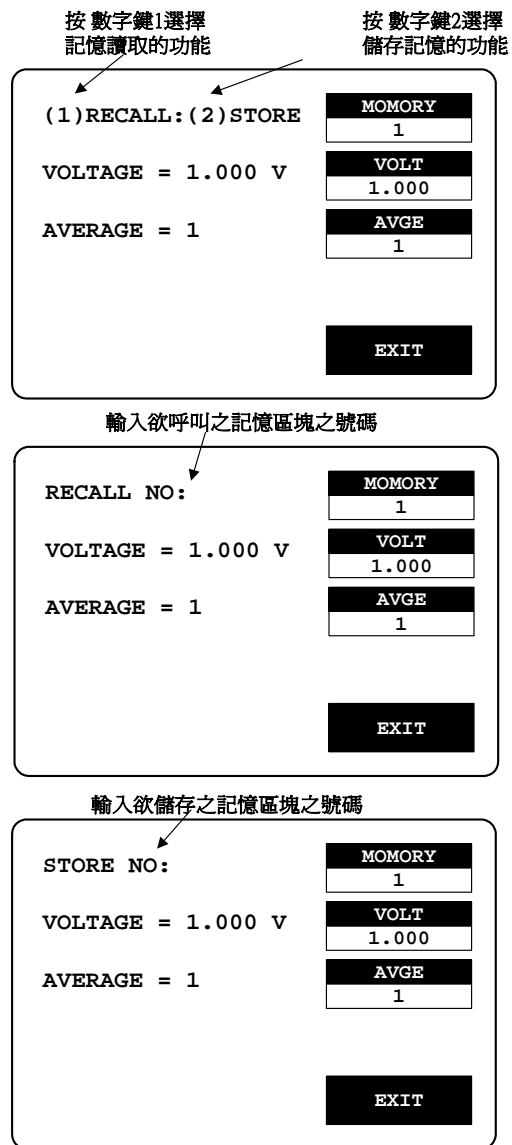 按 數字鍵1選擇
記憶讀取的功能
按 數字鍵2選擇
儲存記憶的功能
(1)RECALL:(2)STORE
MOMORY
1
VOLTAGE = 1.000 V
VOLT
1.000
AVERAGE = 1
AVGE
1
EXIT
輸入欲呼叫之記憶區塊之號碼
RECALL NO:
MOMORY
1
VOLTAGE = 1.000 V
VOLT
1.000
AVERAGE = 1
AVGE
1
EXIT
輸入欲儲存之記憶區塊之號碼
STORE NO:
MOMORY
1
VOLTAGE = 1.000 V
VOLT
1.000
AVERAGE = 1
AVGE
1
EXIT